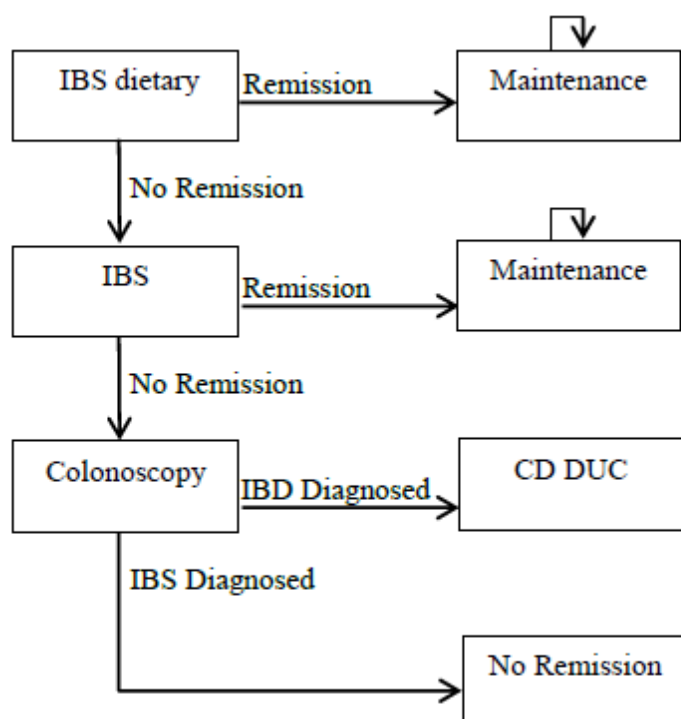 IBS dietary
Remission
Maintenance
No Remission
IBS
Remission
Maintenance
No Remission
Colonoscopy
IBD Diagnosed
CD DUC
IBS Diagnosed
No Remission